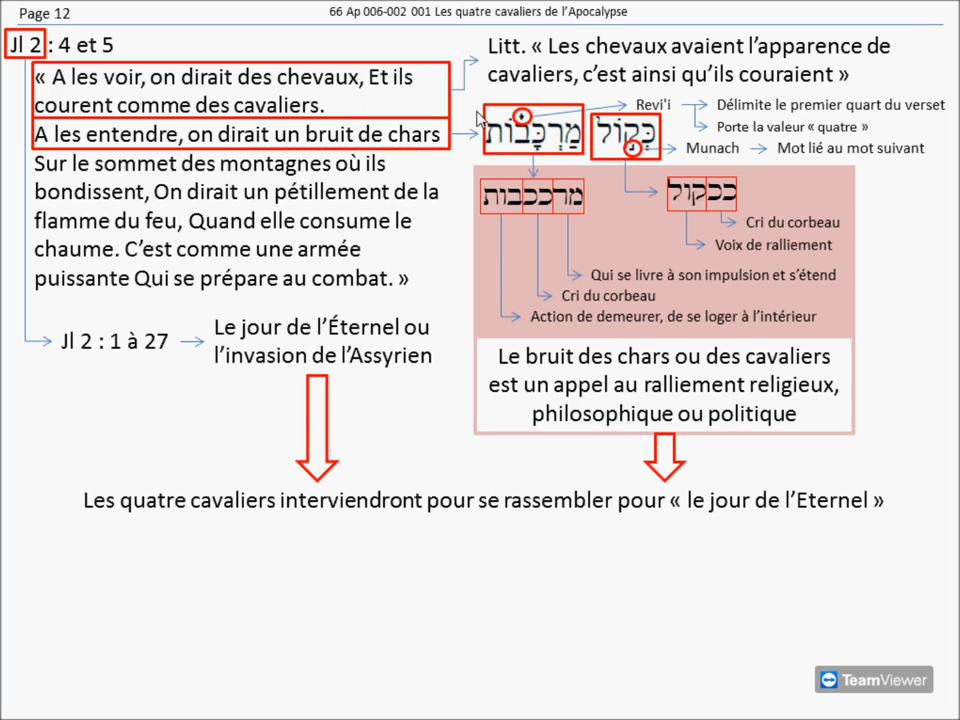 Page 12
66 Ap 006-002 001 Les quatre cavaliers de l’Apocalypse
Jl 2 : 4 et 5
« A les voir, on dirait des chevaux, Et ils
courent comme des cavaliers.
A les entendre, on dirait un bruit de chars
Sur le sommet des montagnes où ils
bondissent, On dirait un pétillement de la
flamme du feu, Quand elle consume le
chaume. C’est comme une armée
puissante Qui se prépare au combat. »
Jl 2 : 1 à 27
Le jour de l’Éternel ou
l’invasion de l’Assyrien
Litt. « Les chevaux avaient l’apparence de
cavaliers, c’est ainsi qu’ils couraient »
כְּקוֹל מַרְכָּבוֹת
Revi'i
Délimite le premier quart du verset
Porte la valeur « quatre »
Munach
Mot lié au mot suivant
ככקול
מרככבות
Cri du corbeau
Voix de ralliement
Qui se livre à son impulsion et s’étend
Cri du corbeau
Action de demeurer, de se loger à l’intérieur
Le bruit des chars ou des cavaliers
est un appel au ralliement religieux,
philosophique ou politique
Les quatre cavaliers interviendront pour se rassembler pour « le jour de l’Eternel »
TeamViewer